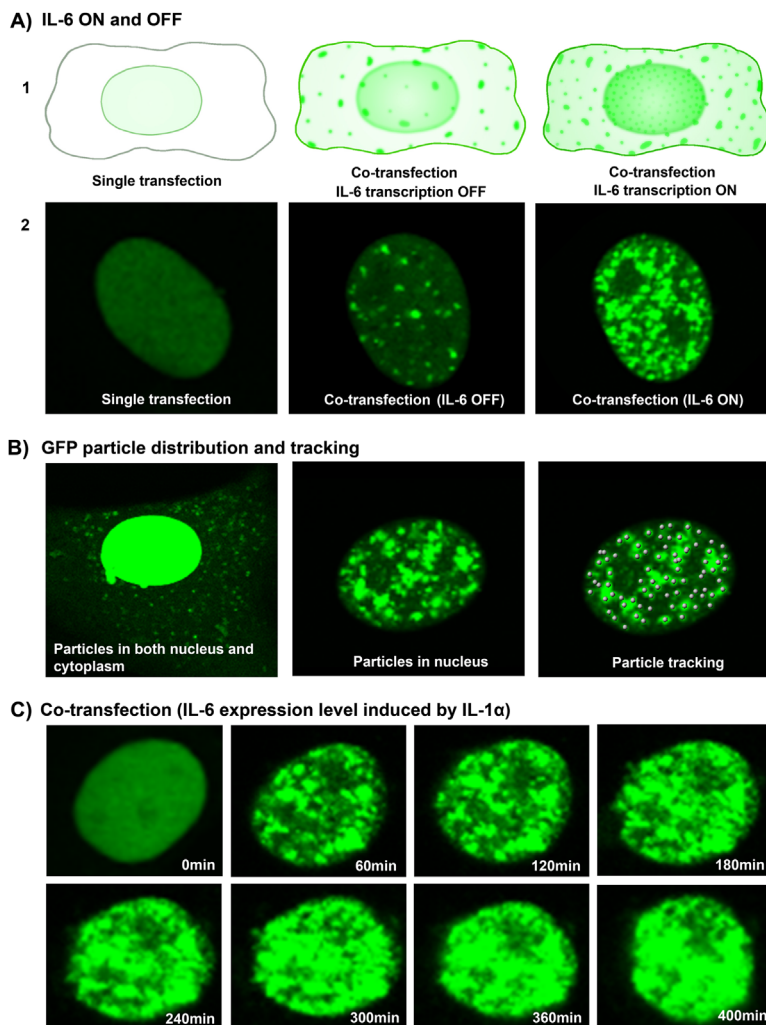 A) IL-6 ON and OFF
1
Single transfection
Co-transfection
IL-6 transcription OFF
Co-transfection
IL-6 transcription ON
2
Single transfection
Co-transfection (IL-6 OFF)
Co-transfection (IL-6 ON)
B) GFP particle distribution and tracking
Particles in both nucleus and
cytoplasm
Particles in nucleus
Particle tracking
C) Co-transfection (IL-6 expression level induced by IL-1α)
0min
60min
120min
180min
240min
300min
360min
400min